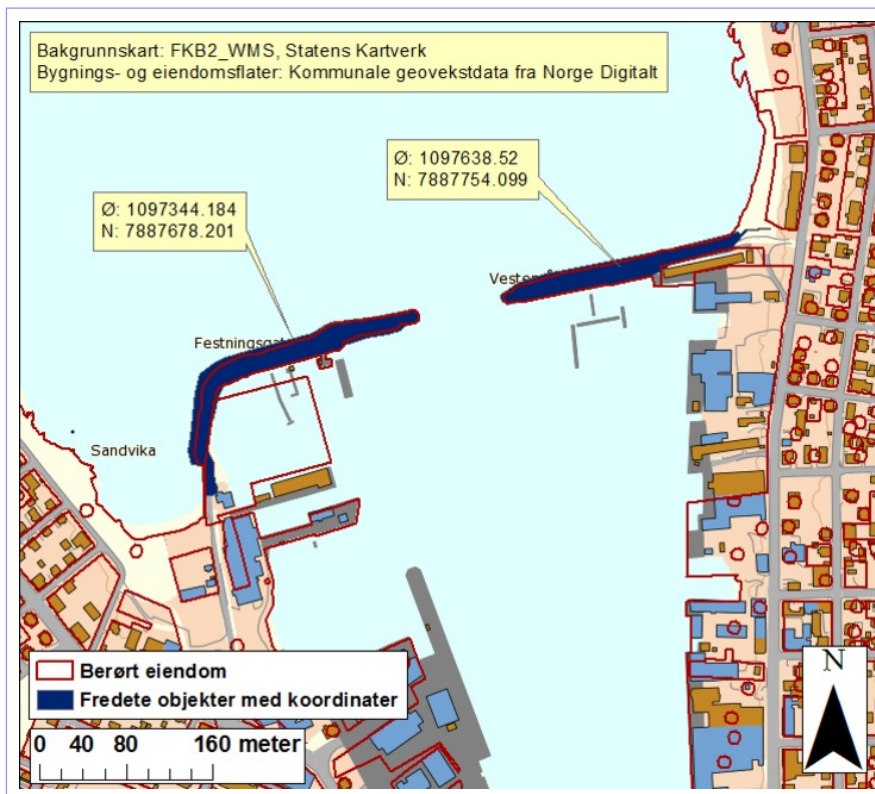 Bakgrunnskart: FKB2_WMS, Statens Kartverk
Bygnings- og eiendomsflater: Kommunale geovekstdata fra Norge Digitalt
Ø: 1097638.52
N: 7887754.099
Ø: 1097344.184
N: 7887678.201
Sandvika
Berørt eiendom
Fredete objekter med koordinater
0 40 80 160 meter
N